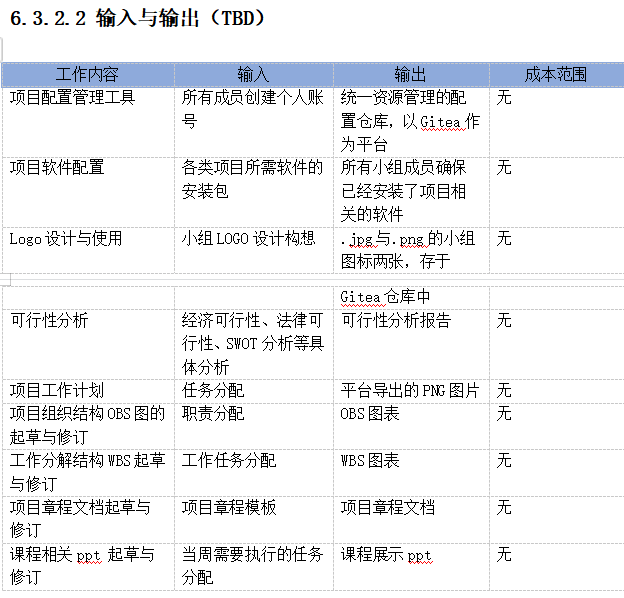 6.3.2.2 输入与输出（TBD）
工作内容 输入 输出 成本范围
项目配置管理工具 所有成员创建个人账 统一资源管理的配 无
号 置仓库，以Gitea作
为平台
项目软件配置 各类项目所需软件的 所有小组成员确保 无
安装包 已经安装了项目相
关的软件
Logo设计与使用 小组LOGO设计构想 .jpg与.png的小组 无
图标两张，存于
Gitea仓库中
可行性分析 经济可行性、法律可 可行性分析报告 无
行性、SWOT分析等具
体分析
项目工作计划 任务分配 平台导出的PNG图片 无
项目组织结构OBS图的 职责分配 OBS图表 无
起草与修订
工作分解结构WBS起草 工作任务分配 WBS图表 无
与修订
项目章程文档起草与 项目章程模板 项目章程文档 无
修订
课程相关ppt 起草与 当周需要执行的任务 课程展示ppt 无
修订 分配